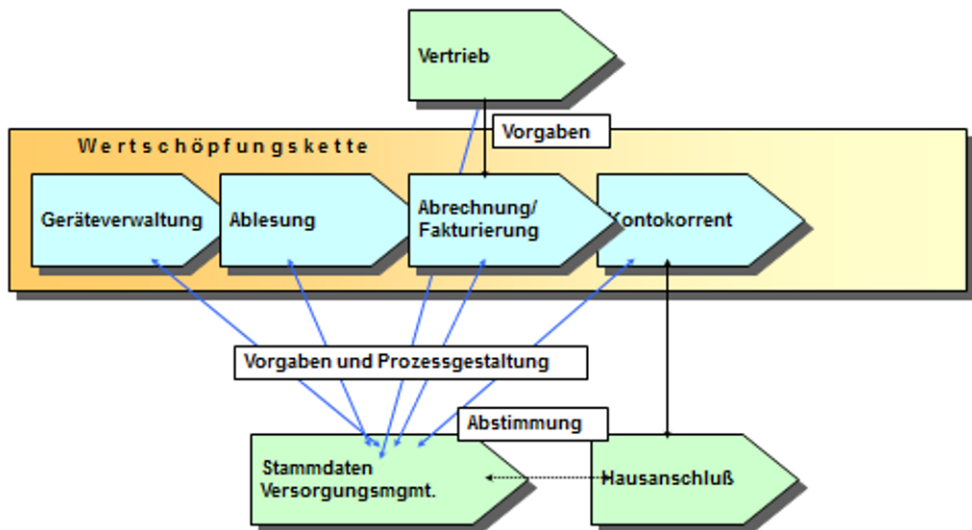 Vertrieb
Vorgaben
Wertschöpfungskette
Geräteverwaltung
Ablesung
Abrechnung/
Fakturierung
Kontokorrent
Vorgaben und Prozessgestaltung
Abstimmung
Stammdaten
Versorgungsmgmt.
Hausanschluß